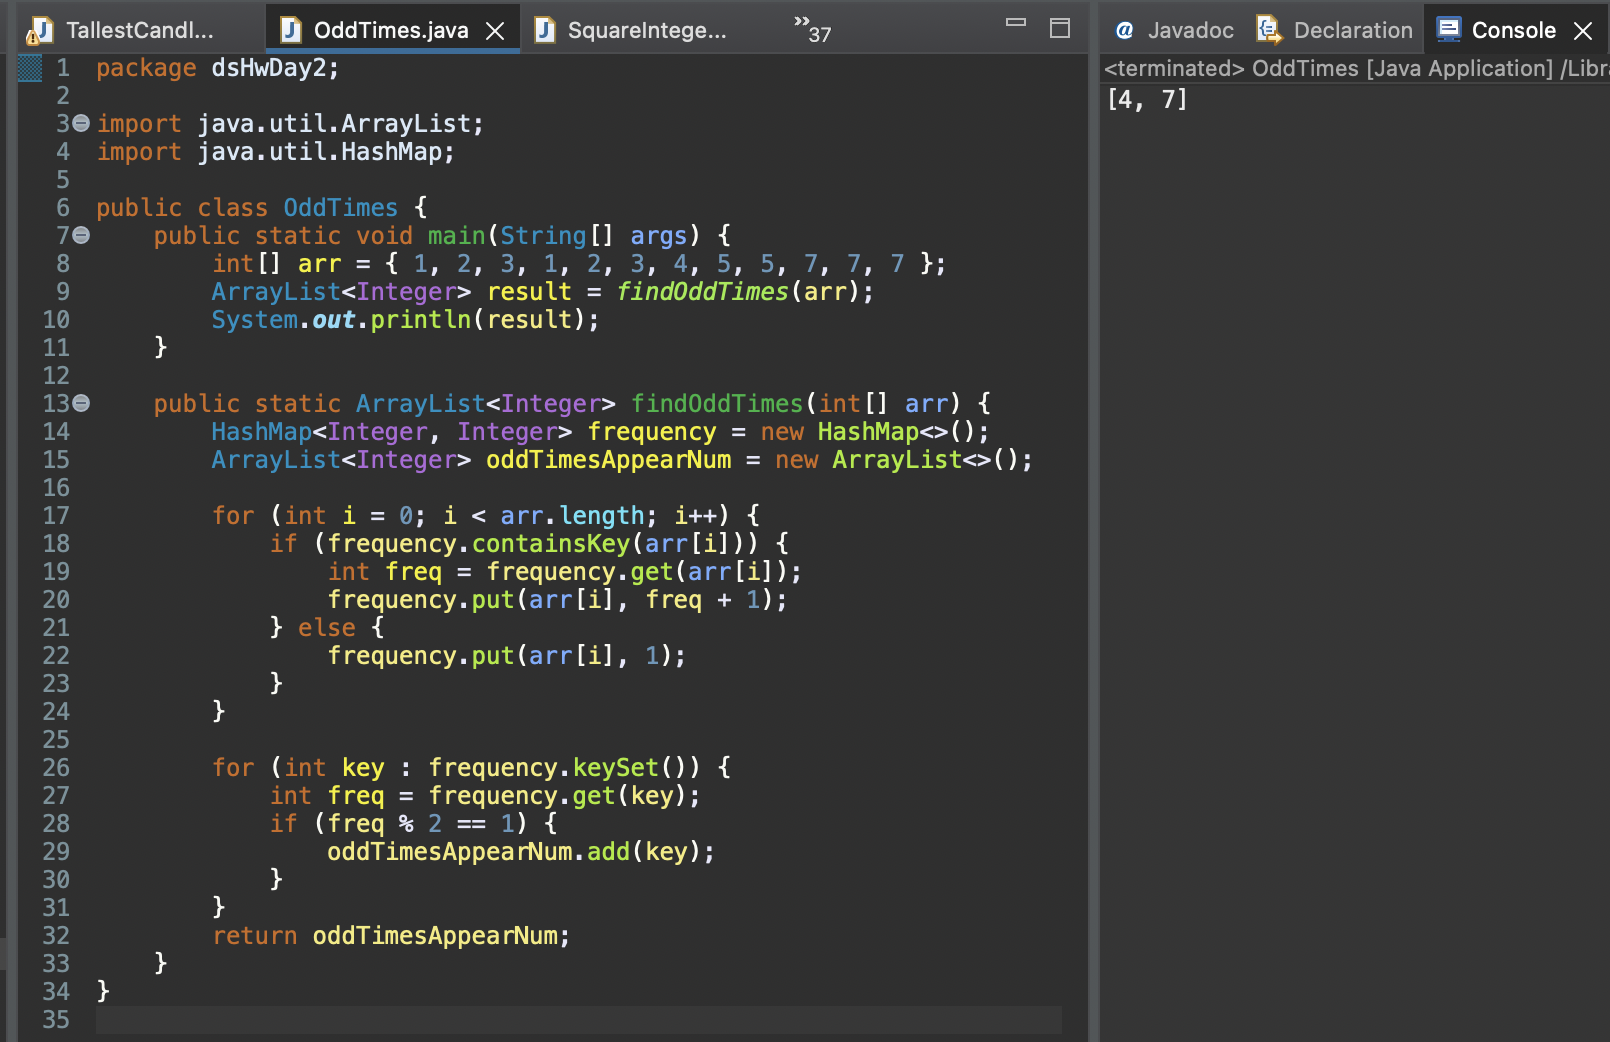 TallestCandl...
OddTimes.java
SquareIntege...
»37
Javadoc
Declaration
Console
1 package dsHwDay2;
2
3 import java.util.ArrayList;
4 import java.util.HashMap;
5
6 public class OddTimes {
7     public static void main(String[] args) {
8         int[] arr = { 1, 2, 3, 1, 2, 3, 4, 5, 5, 7, 7, 7 };
9         ArrayList<Integer> result = findOddTimes(arr);
10         System.out.println(result);
11     }
12
13     public static ArrayList<Integer> findOddTimes(int[] arr) {
14         HashMap<Integer, Integer> frequency = new HashMap<>();
15         ArrayList<Integer> oddTimesAppearNum = new ArrayList<>();
16
17         for (int i = 0; i < arr.length; i++) {
18             if (frequency.containsKey(arr[i])) {
19                 int freq = frequency.get(arr[i]);
20                 frequency.put(arr[i], freq + 1);
21             } else {
22                 frequency.put(arr[i], 1);
23             }
24         }
25
26         for (int key : frequency.keySet()) {
27             int freq = frequency.get(key);
28             if (freq % 2 == 1) {
29                 oddTimesAppearNum.add(key);
30             }
31         }
32         return oddTimesAppearNum;
33     }
34 }
35
<terminated> OddTimes [Java Application] /Libr
[4, 7]